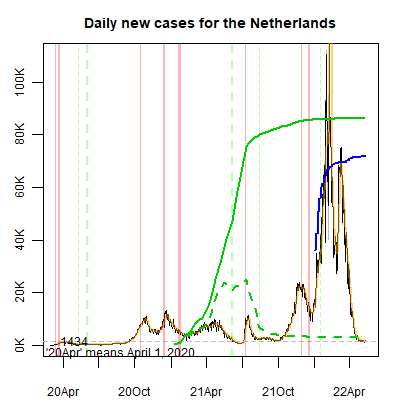 Daily new cases for the Netherlands
100K
80K
60K
40K
20K
0K
1434
20Apr means April 1, 2020
20Apr
20Oct
21Apr
21Oct
22Apr